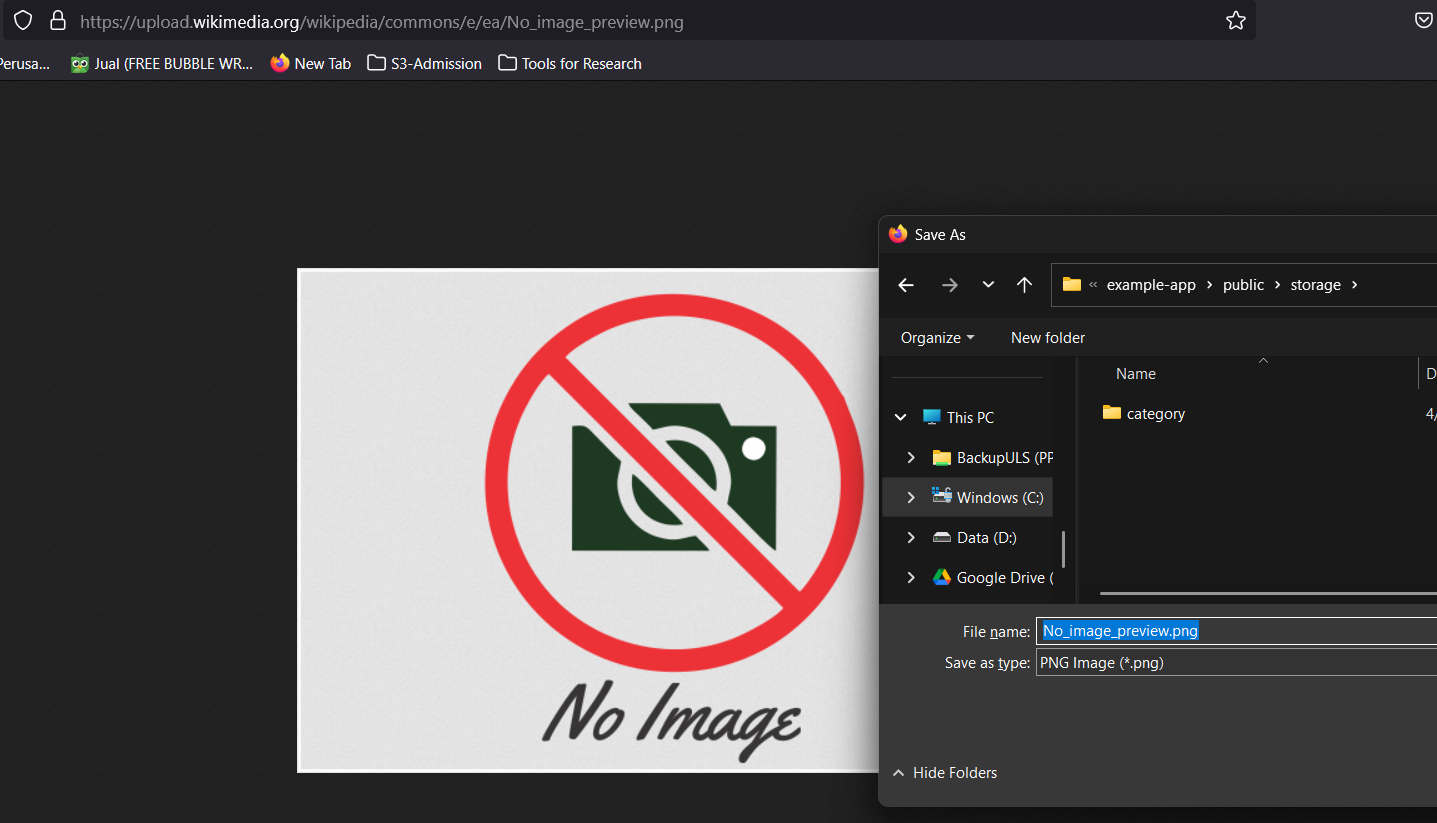 https://upload.wikimedia.org/wikipedia/commons/e/ea/No_image_preview.png
Perusa... Jual (FREE BUBBLE WR... New Tab S3-Admission Tools for Research
Save As
« example-app > public > storage >
Organize New folder
Name D
This PC
category 4/
BackupULS (PP
Windows (C:)
Data (D:)
Google Drive (
File name: No_image_preview.png
Save as type: PNG Image (*.png)
Hide Folders
No Image